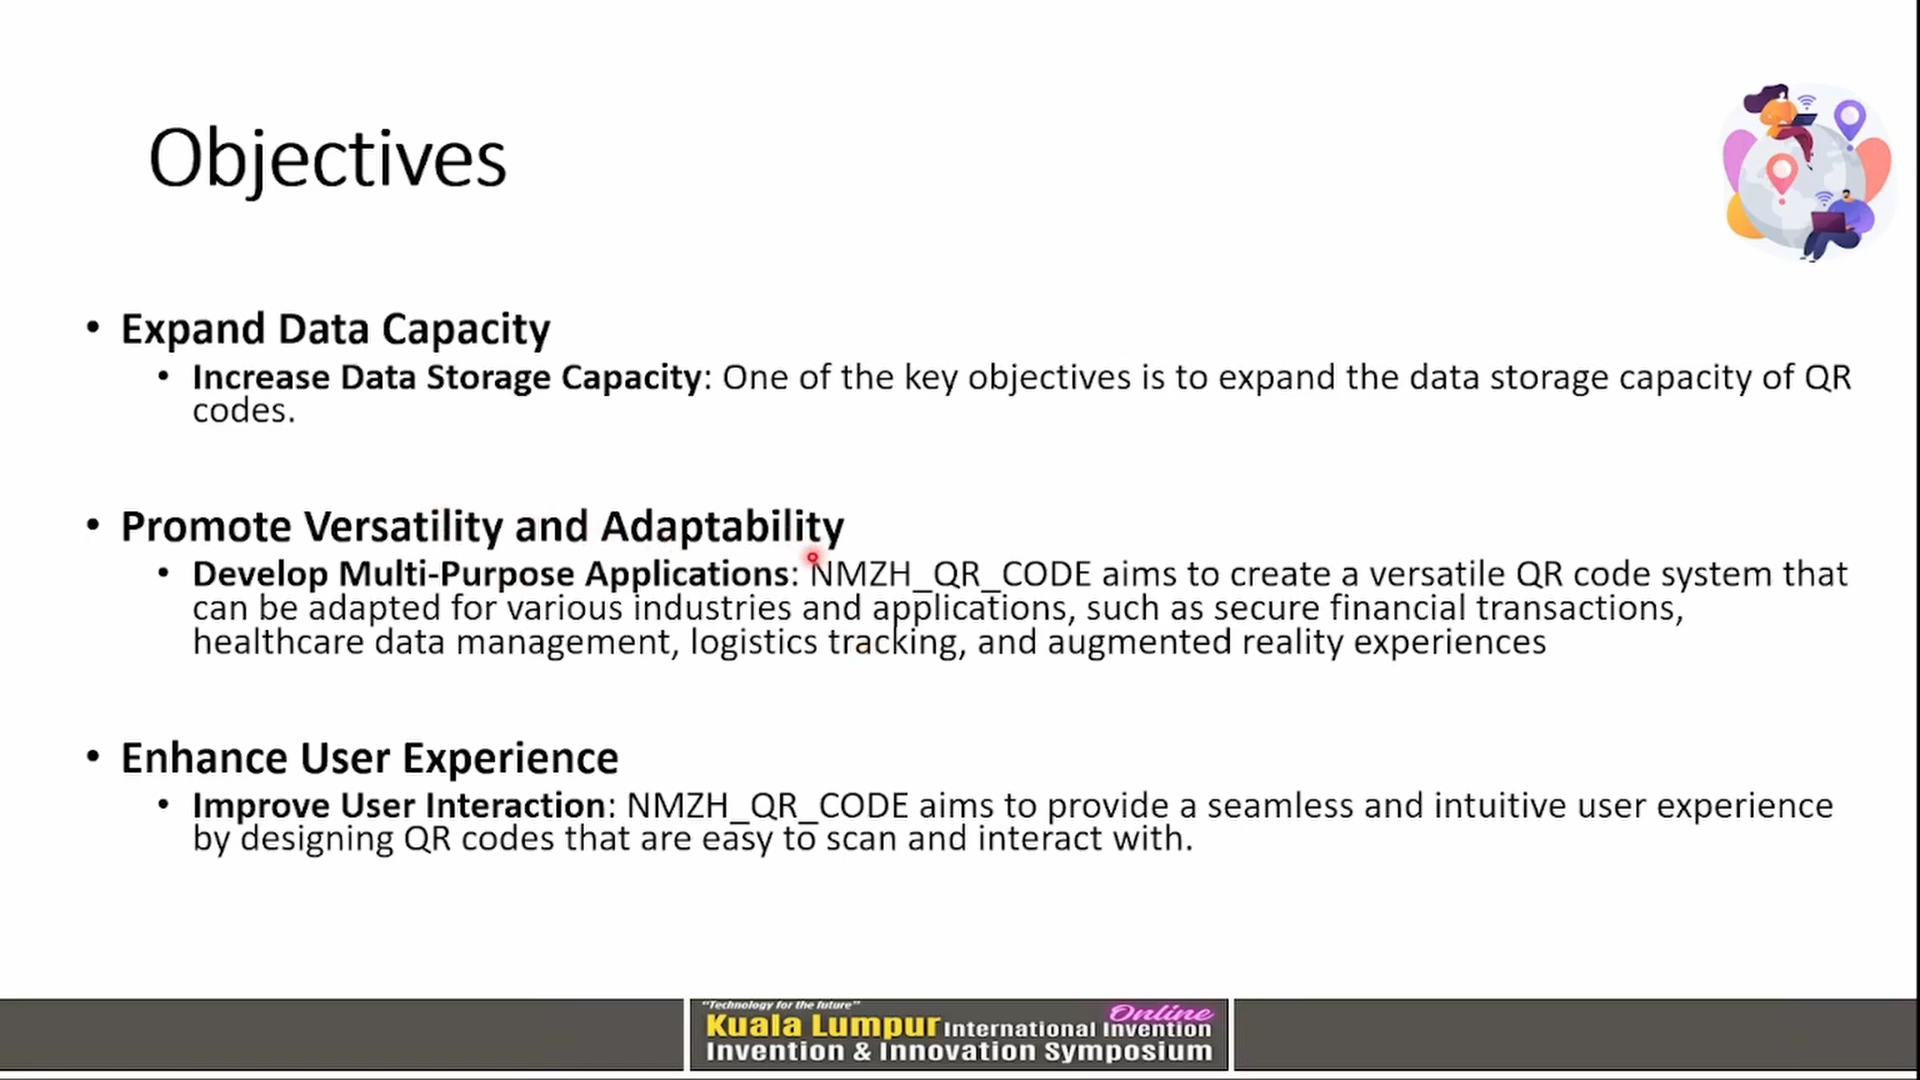 Objectives
• Expand Data Capacity
• Increase Data Storage Capacity: One of the key objectives is to expand the data storage capacity of QR
codes.
• Promote Versatility and Adaptability
• Develop Multi-Purpose Applications: NMZH_QR_CODE aims to create a versatile QR code system that
can be adapted for various industries and applications, such as secure financial transactions,
healthcare data management, logistics tracking, and augmented reality experiences
• Enhance User Experience
• Improve User Interaction: NMZH_QR_CODE aims to provide a seamless and intuitive user experience
by designing QR codes that are easy to scan and interact with.
"Technology for the future"
Online
Kuala Lumpur International Invention
Invention & Innovation Symposium